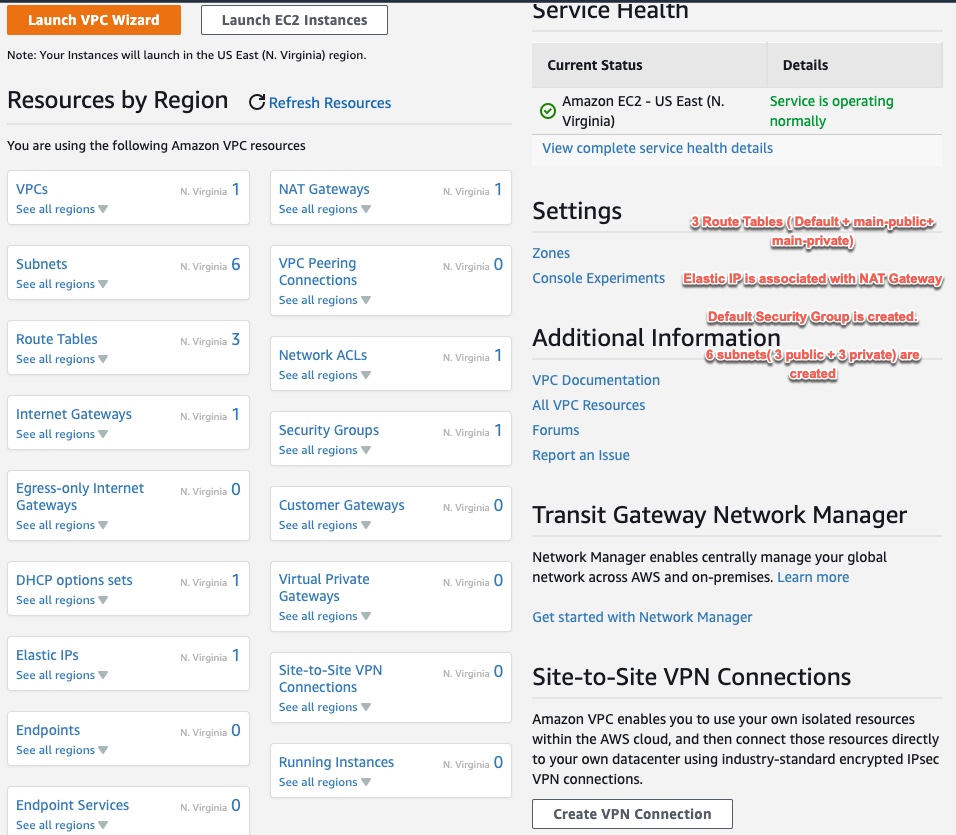 Launch VPC Wizard
Launch EC2 Instances
Note: Your Instances will launch in the US East (N. Virginia) region.
Resources by Region
Refresh Resources
You are using the following Amazon VPC resources
VPCs
N. Virginia 1
See all regions
Subnets
N. Virginia 6
See all regions
Route Tables
N. Virginia 3
See all regions
Internet Gateways
N. Virginia 1
See all regions
Egress-only Internet
Gateways
N. Virginia 0
See all regions
DHCP options sets
N. Virginia 1
See all regions
Elastic IPs
N. Virginia 1
See all regions
Endpoints
N. Virginia 0
See all regions
Endpoint Services
N. Virginia 0
See all regions
NAT Gateways
N. Virginia 1
See all regions
VPC Peering
Connections
N. Virginia 0
See all regions
Network ACLs
N. Virginia 1
See all regions
Security Groups
N. Virginia 1
See all regions
Customer Gateways
N. Virginia 0
See all regions
Virtual Private
Gateways
N. Virginia 0
See all regions
Site-to-Site VPN
Connections
N. Virginia 0
See all regions
Running Instances
N. Virginia 0
See all regions
Service Health
Current Status
Details
Amazon EC2 - US East (N.
Virginia)
Service is operating
normally
View complete service health details
Settings
3 Route Tables ( Default + main-public+
main-private)
Zones
Console Experiments
Elastic IP is associated with NAT Gateway
Default Security Group is created.
Additional Information
6 subnets( 3 public + 3 private) are
created
VPC Documentation
All VPC Resources
Forums
Report an Issue
Transit Gateway Network Manager
Network Manager enables centrally manage your global
network across AWS and on-premises. Learn more
Get started with Network Manager
Site-to-Site VPN Connections
Amazon VPC enables you to use your own isolated resources
within the AWS cloud, and then connect those resources directly
to your own datacenter using industry-standard encrypted IPsec
VPN connections.
Create VPN Connection